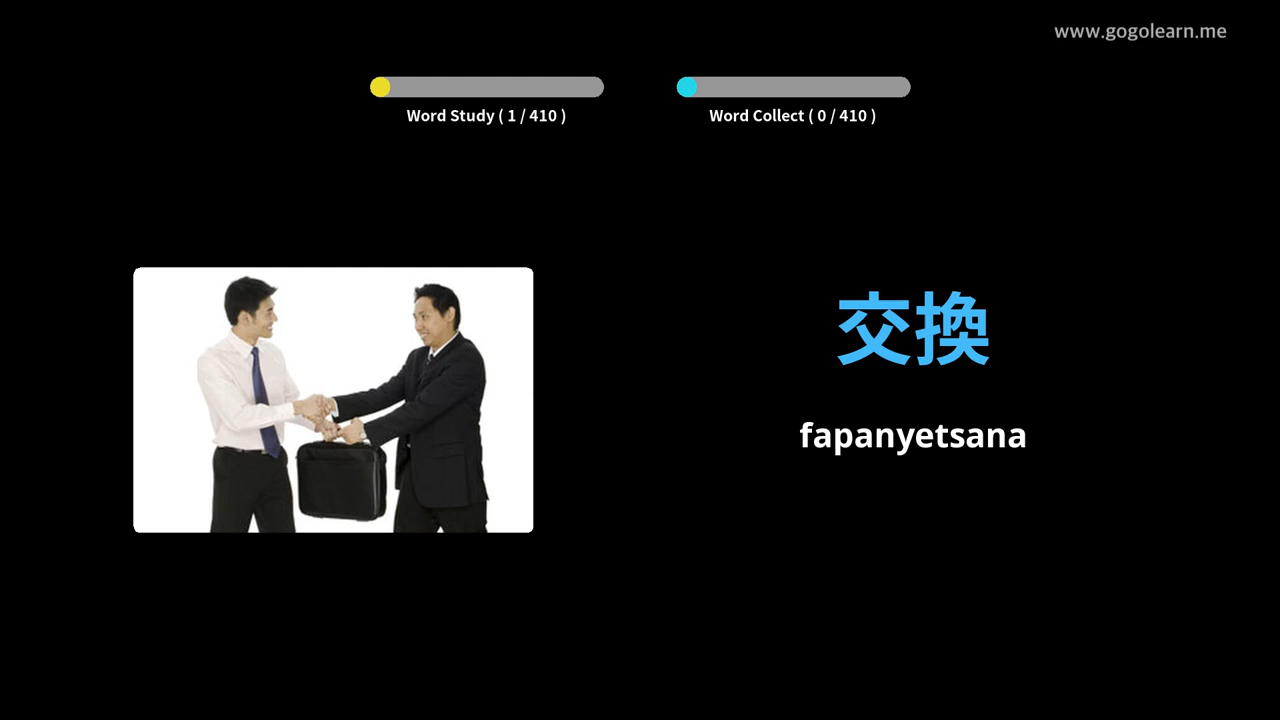 www.gogolearn.me
Word Study ( 1 / 410 )
Word Collect ( 0 / 410 )
交換
fapanyetsana